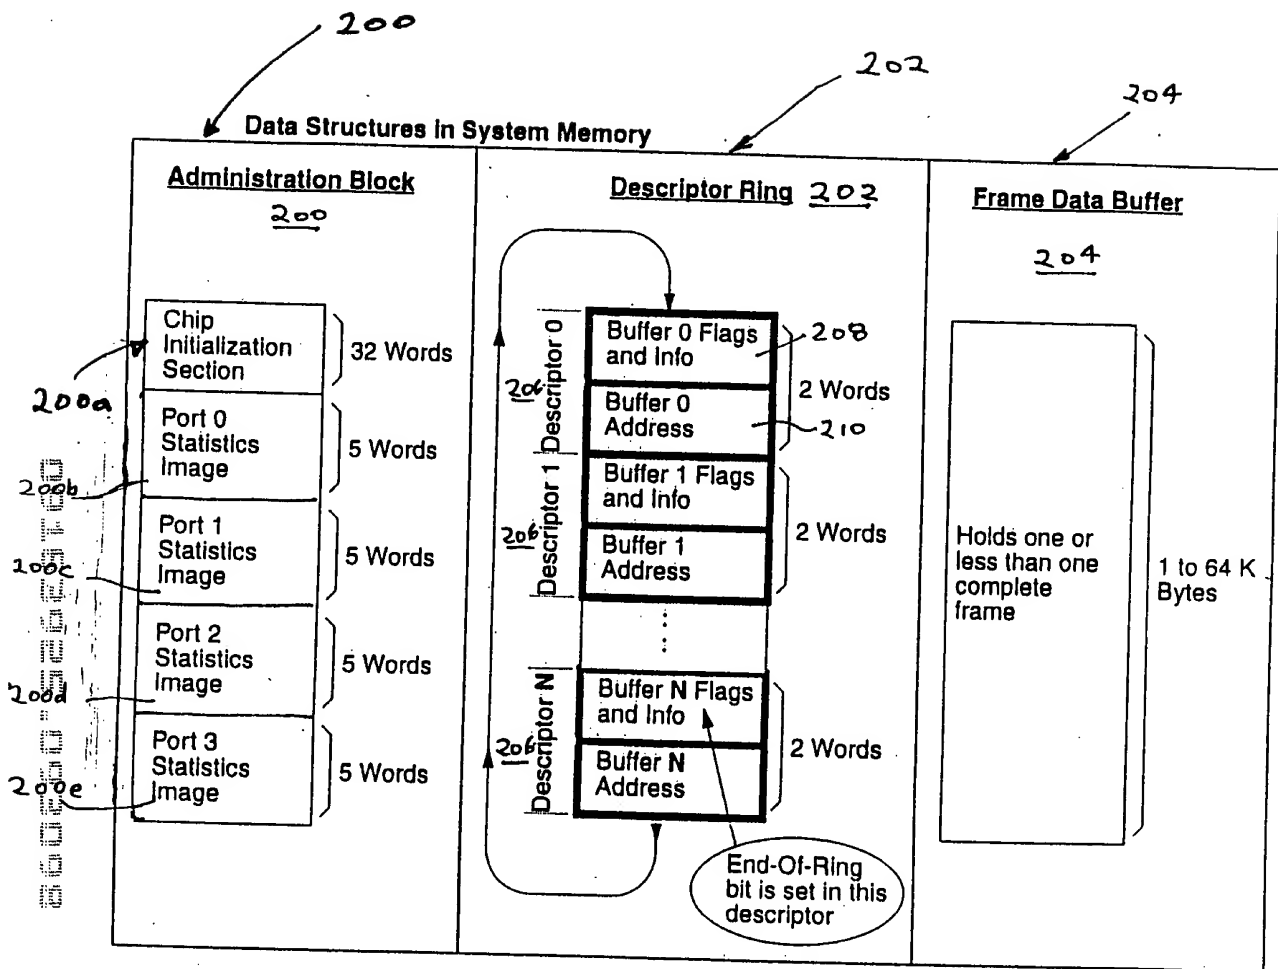 200
202
204
Data Structures in System Memory
Administration Block
200
Chip
Initialization
Section
32 Words
200a
Port 0
Statistics
Image
5 Words
200b
Port 1
Statistics
Image
5 Words
200c
Port 2
Statistics
Image
5 Words
200d
Port 3
Statistics
Image
5 Words
200e
Descriptor Ring 202
Descriptor 0
206
Buffer 0 Flags
and Info
208
2 Words
Buffer 0
Address
210
Descriptor 1
206
Buffer 1 Flags
and Info
2 Words
Buffer 1
Address
Descriptor N
206
Buffer N Flags
and Info
2 Words
Buffer N
Address
End-Of-Ring
bit is set in this
descriptor
Frame Data Buffer
204
Holds one or
less than one
complete
frame
1 to 64 K
Bytes